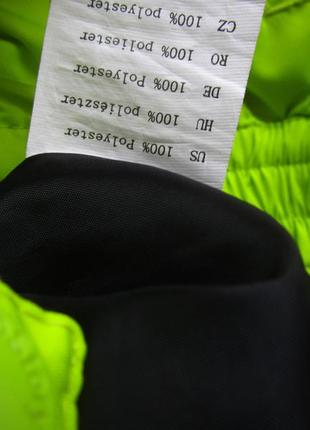 US 100% Polyester
HU 100% poliészter
DE 100% Polyester
RO 100% poliester
CZ 100% polyester